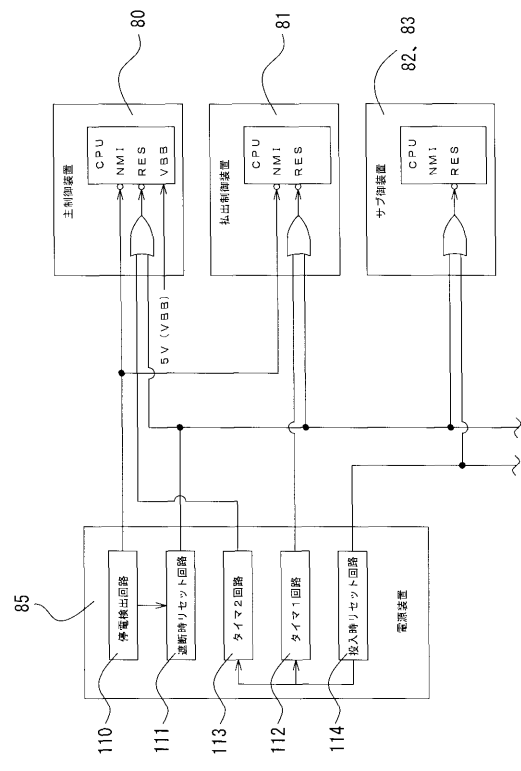 80
主制御装置
CPU
NMI
RES
VBB
5V(VBB)
81
払出制御装置
CPU
NMI
RES
82、83
サブ御装置
CPU
NMI
RES
85
停電検出回路
遮断時リセット回路
タイマ2回路
タイマ1回路
投入時リセット回路
電源装置
110
111
113
112
114